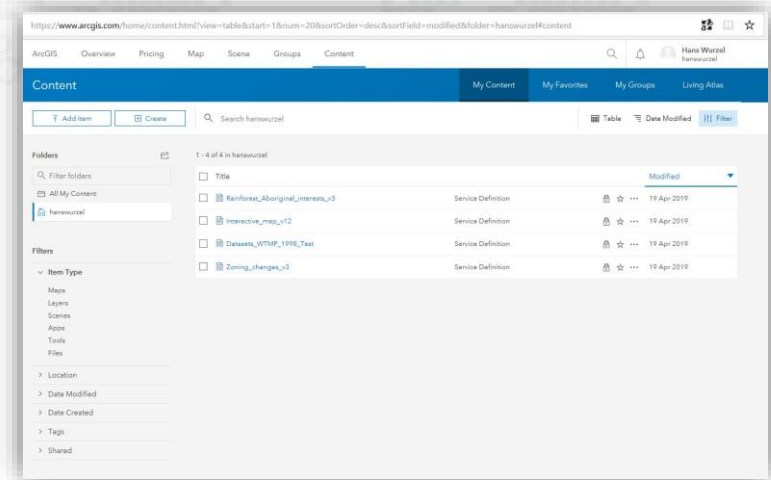 https://www.arcgis.com/home/content.html?view=table&start=1&num=20&sortOrder=desc&sortField=modified&folder=hanswurzel#content
ArcGIS Overview Pricing Map Scene Groups Content Hans Wurzel
hanswurzel
Content My Content My Favorites My Groups Living Atlas
Add Item Create Search hanswurzel Table Date Modified Filter
Folders 1 - 4 of 4 in hanswurzel
Filter folders Title Modified
All My Content Rainforest_Aboriginal_interests_v3 Service Definition 19 Apr 2019
hanswurzel Interactive_map_v12 Service Definition 19 Apr 2019
Datasets_WTMP_1998_Test Service Definition 19 Apr 2019
Filters Zoning_changes_v3 Service Definition 19 Apr 2019
Item Type
Maps
Layers
Scenes
Apps
Tools
Files
Location
Date Modified
Date Created
Tags
Shared